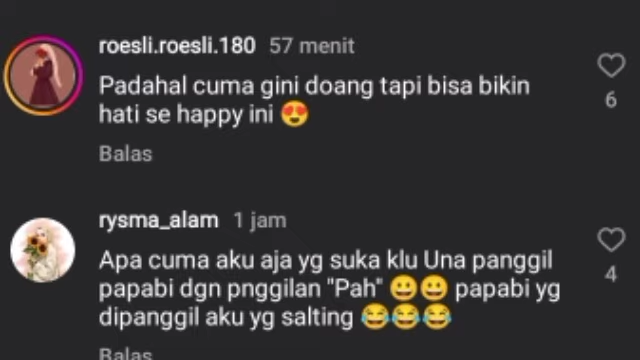 roesli.roesli.180 57 menit
Padahal cuma gini doang tapi bisa bikin
hati se happy ini 😍
6
Balas
rysma_alam 1 jam
Apa cuma aku aja yg suka klu Una panggil
papabi dgn pnggilan "Pah" 😀😀 papabi yg
4
dipanggil aku yg salting 😂😂😂
Balas